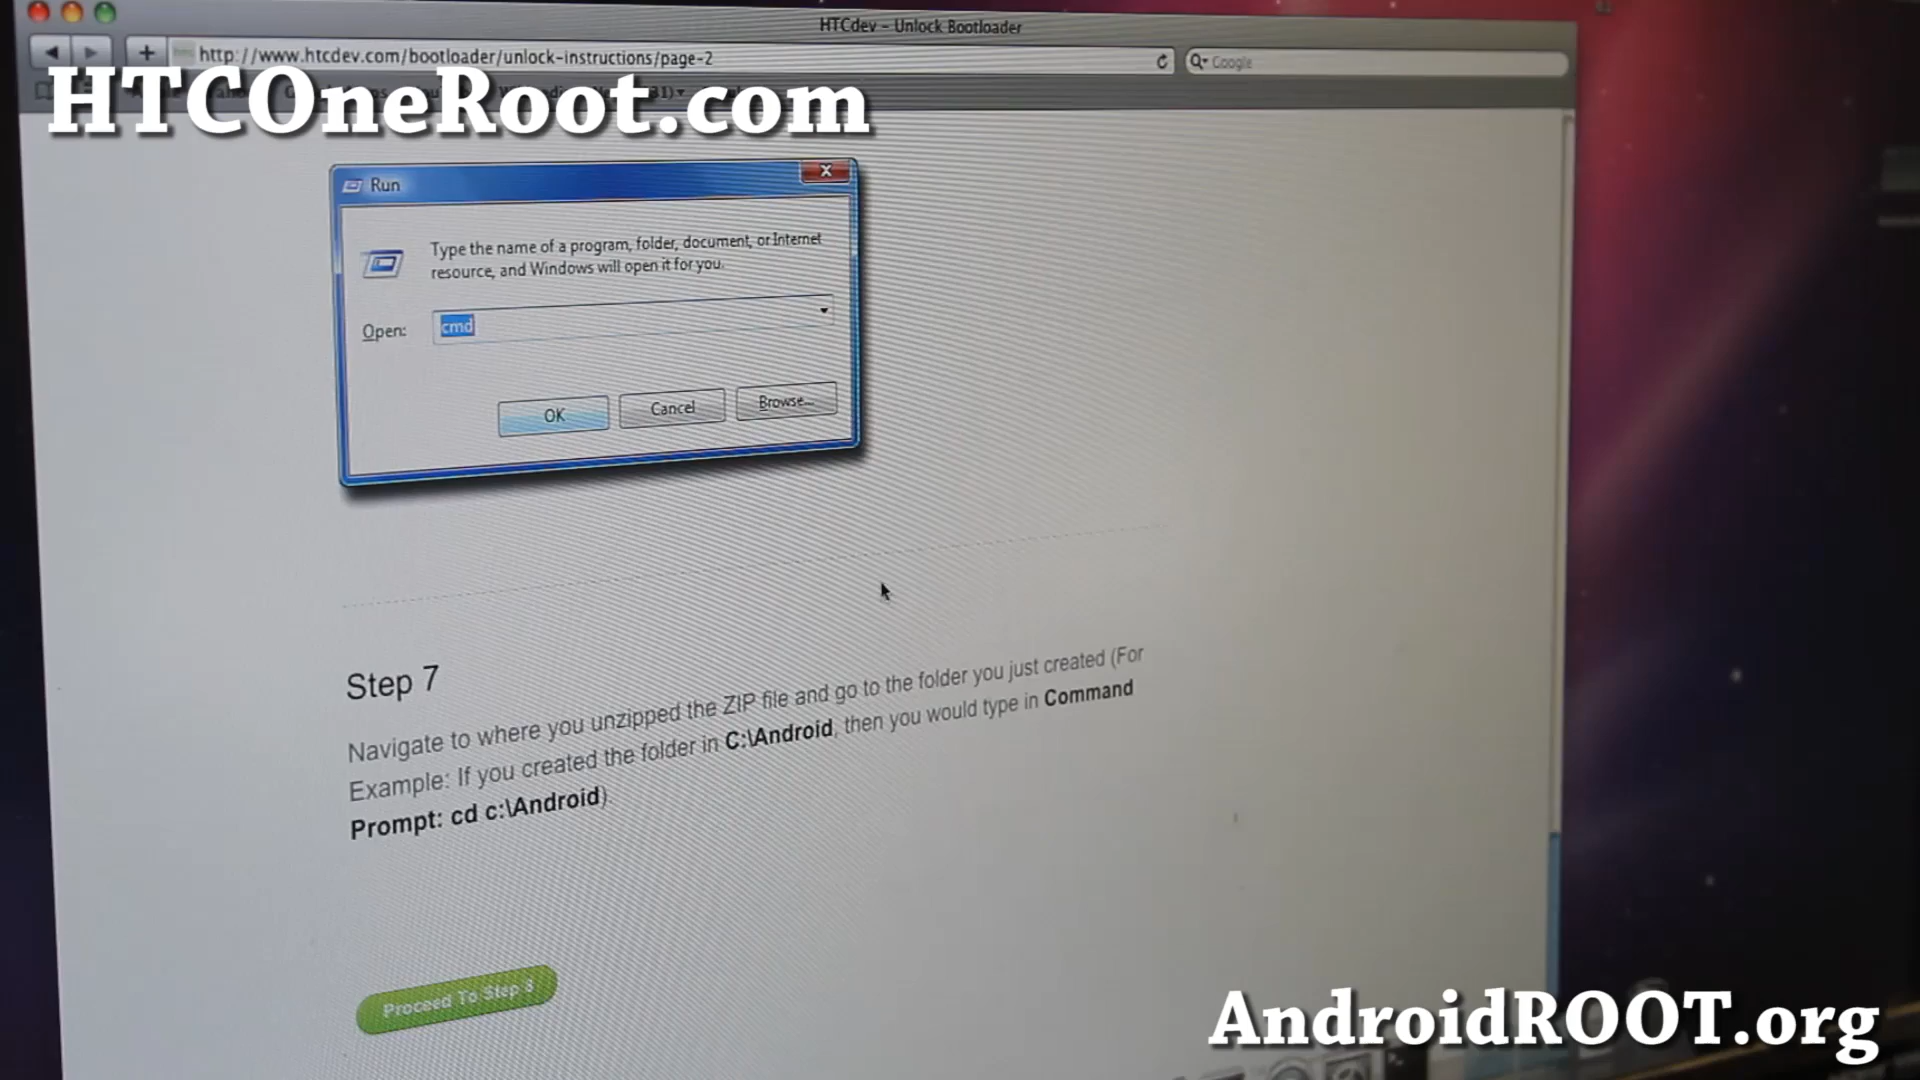 HTCdev – Unlock Bootloader
http://www.htcdev.com/bootloader/unlock-instructions/page-2
Google
HTCOneRoot.com
Run
Type the name of a program, folder, document, or Internet
resource, and Windows will open it for you.
Open:
cmd
OK
Cancel
Browse...
Step 7
Navigate to where you unzipped the ZIP file and go to the folder you just created (For
Example: If you created the folder in C:\Android, then you would type in Command
Prompt: cd c:\Android).
Proceed To Step 8
AndroidROOT.org